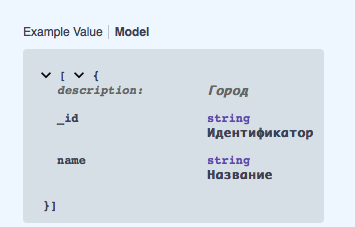 Example Value Model
[ {
description: Город
_id string
Идентификатор
name string
Название
}]